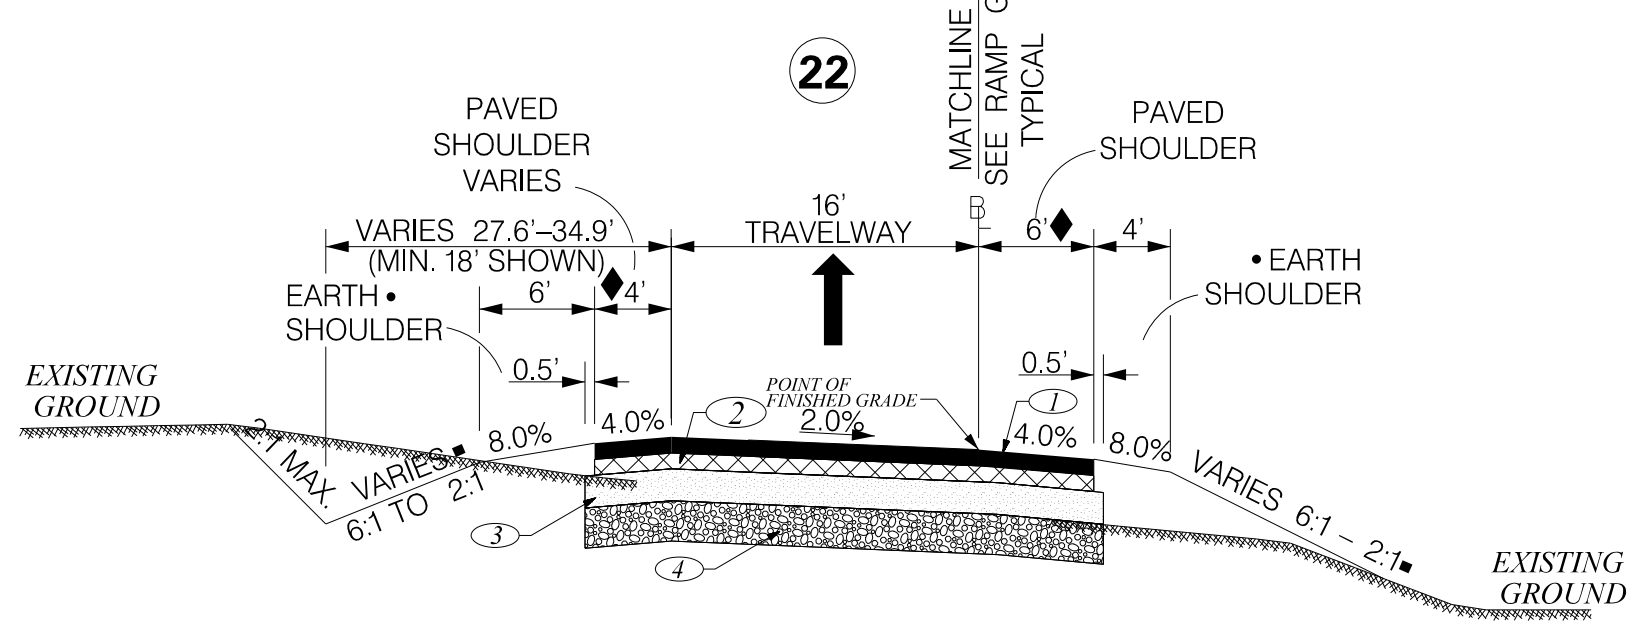 22
MATCHLINE
SEE RAMP G
TYPICAL
PAVED
SHOULDER
VARIES
PAVED
SHOULDER
VARIES 27.6'–34.9'
(MIN. 18' SHOWN)
16'
TRAVELWAY
B
L
6'
4'
• EARTH
SHOULDER
EARTH •
SHOULDER
6'
4'
0.5'
0.5'
EXISTING
GROUND
POINT OF
FINISHED GRADE
1
2
2:1 MAX.
VARIES
6:1 TO 2:1
8.0%
4.0%
2.0%
4.0%
8.0%
VARIES 6:1 – 2:1
3
4
EXISTING
GROUND